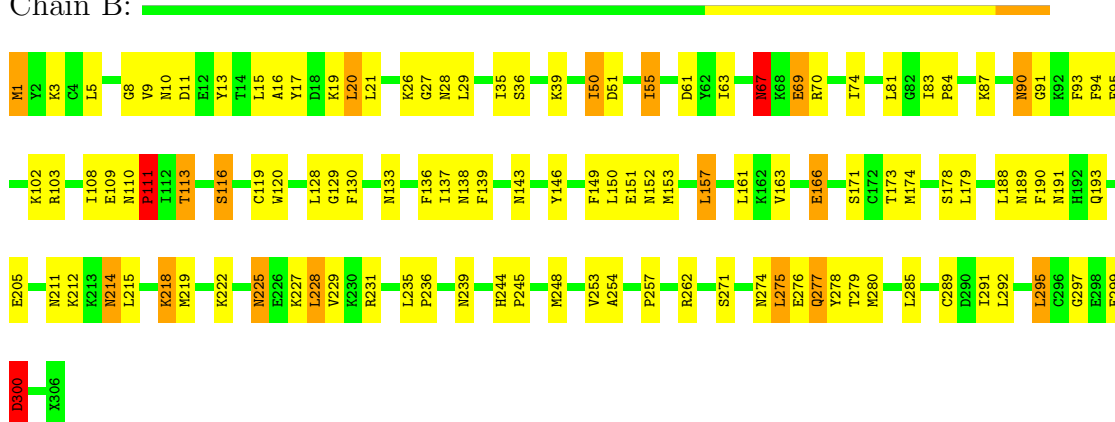 Chain B:
M1 Y2 K3 C4 L5 G8 V9 N10 D11 E12 Y13 T14 L15 A16 Y17 D18 K19 L20 L21 K26 G27 N28 L29 I35 S36 K39 I50 D51 I55 D61 Y62 I63 N67 K68 E69 R70 I74 L81 G82 I83 P84 K87 N90 G91 K92 F93 F94 E95
K102 R103 I108 E109 N110 P111 I112 T113 S116 C119 W120 L128 G129 F130 N133 F136 I137 N138 F139 N143 Y146 F149 L150 E151 N152 M153 L157 L161 K162 V163 E166 S171 C172 T173 M174 S178 L179 L188 N189 F190 N191 H192 Q193
E205 N211 K212 K213 N214 L215 K218 M219 K222 N225 E226 K227 L228 V229 K230 R231 L235 P236 N239 H244 P245 M248 V253 A254 P257 R262 S271 N274 L275 E276 Q277 Y278 T279 M280 L285 C289 D290 I291 L292 L295 C296 G297 E298
D300 X306